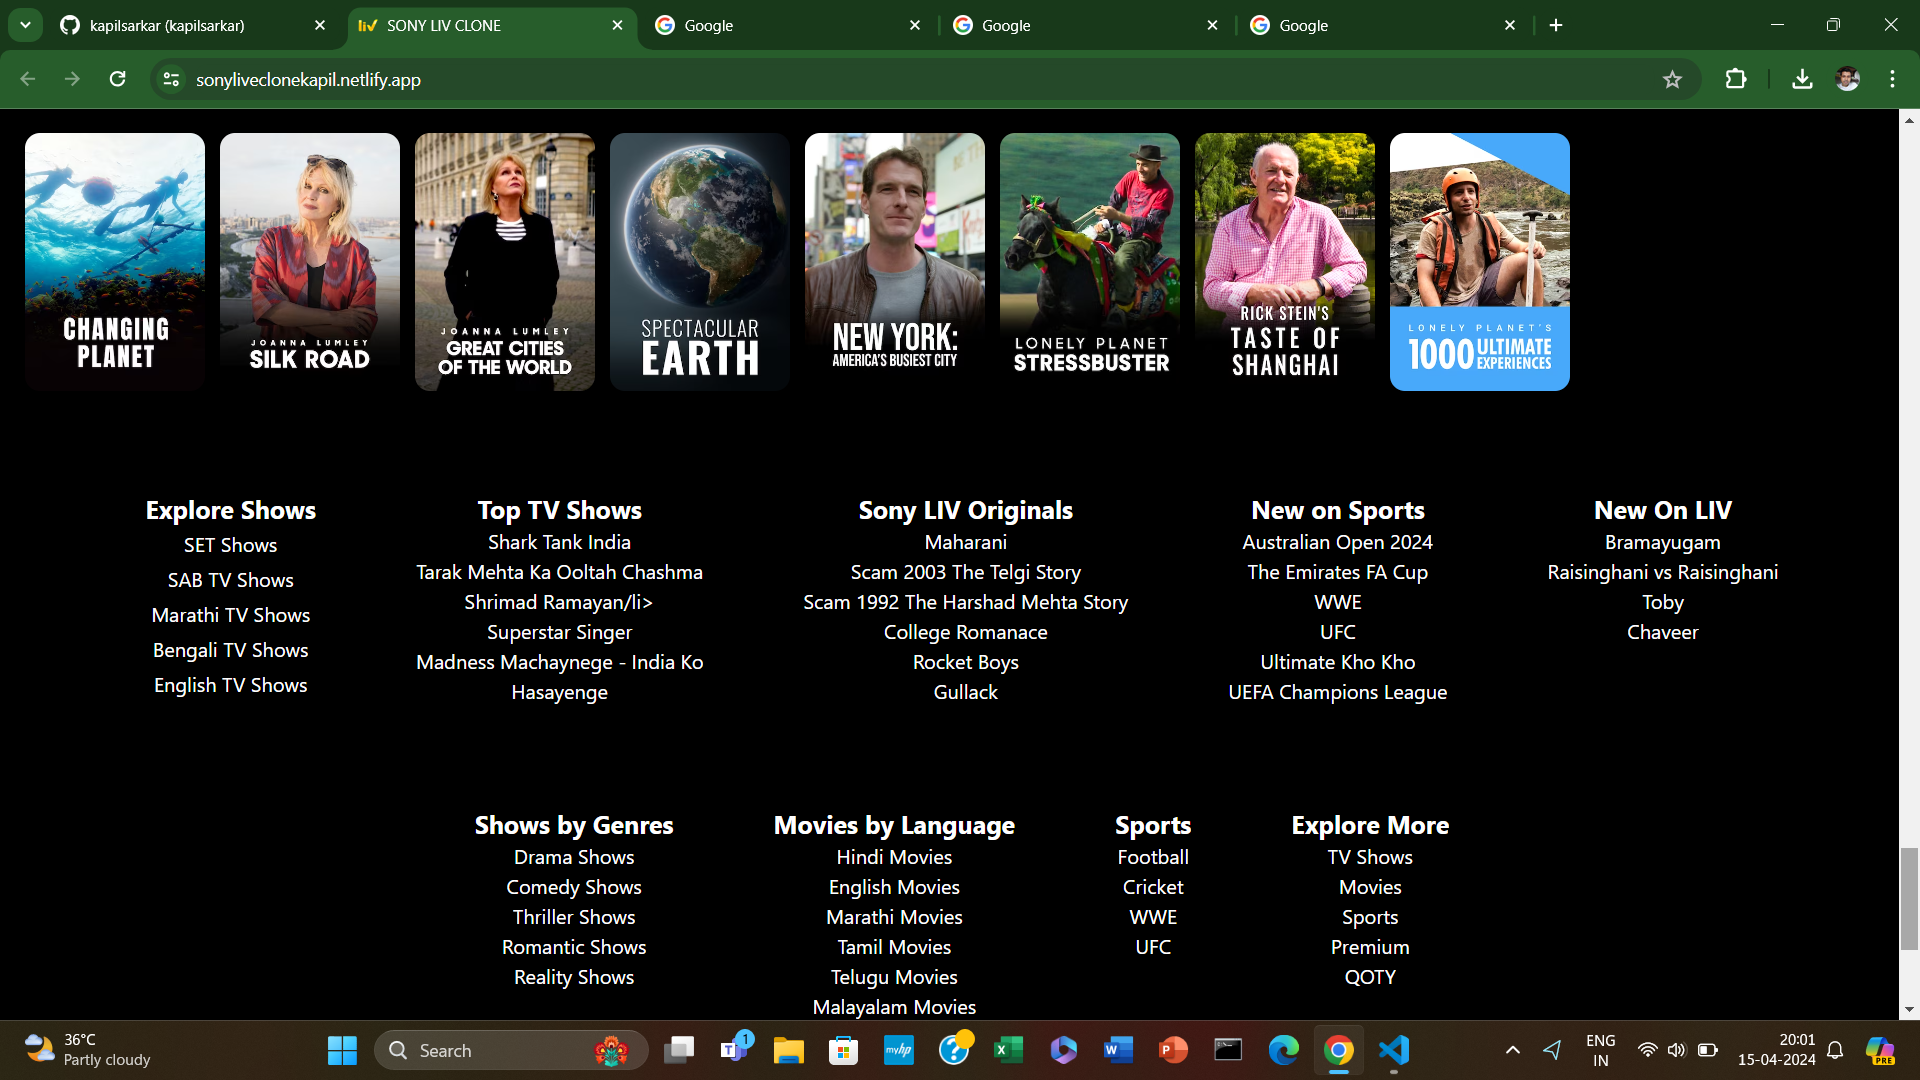 kapilsarkar (kapilsarkar)
SONY LIV CLONE
Google
Google
Google
sonyliveclonekapil.netlify.app
CHANGING
PLANET
JOANNA LUMLEY
SILK ROAD
JOANNA LUMLEY
GREAT CITIES
OF THE WORLD
SPECTACULAR
EARTH
NEW YORK:
AMERICA'S BUSIEST CITY
LONELY PLANET
STRESSBUSTER
RICK STEIN'S
TASTE OF
SHANGHAI
LONELY PLANET'S
1000 ULTIMATE
EXPERIENCES
Explore Shows
SET Shows
SAB TV Shows
Marathi TV Shows
Bengali TV Shows
English TV Shows
Top TV Shows
Shark Tank India
Tarak Mehta Ka Ooltah Chashma
Shrimad Ramayan/li>
Superstar Singer
Madness Machaynege - India Ko
Hasayenge
Sony LIV Originals
Maharani
Scam 2003 The Telgi Story
Scam 1992 The Harshad Mehta Story
College Romanace
Rocket Boys
Gullack
New on Sports
Australian Open 2024
The Emirates FA Cup
WWE
UFC
Ultimate Kho Kho
UEFA Champions League
New On LIV
Bramayugam
Raisinghani vs Raisinghani
Toby
Chaveer
Shows by Genres
Drama Shows
Comedy Shows
Thriller Shows
Romantic Shows
Reality Shows
Movies by Language
Hindi Movies
English Movies
Marathi Movies
Tamil Movies
Telugu Movies
Malayalam Movies
Sports
Football
Cricket
WWE
UFC
Explore More
TV Shows
Movies
Sports
Premium
QOTY
36°C
Partly cloudy
Search
1
myhp
ENG
IN
20:01
15-04-2024
PRE